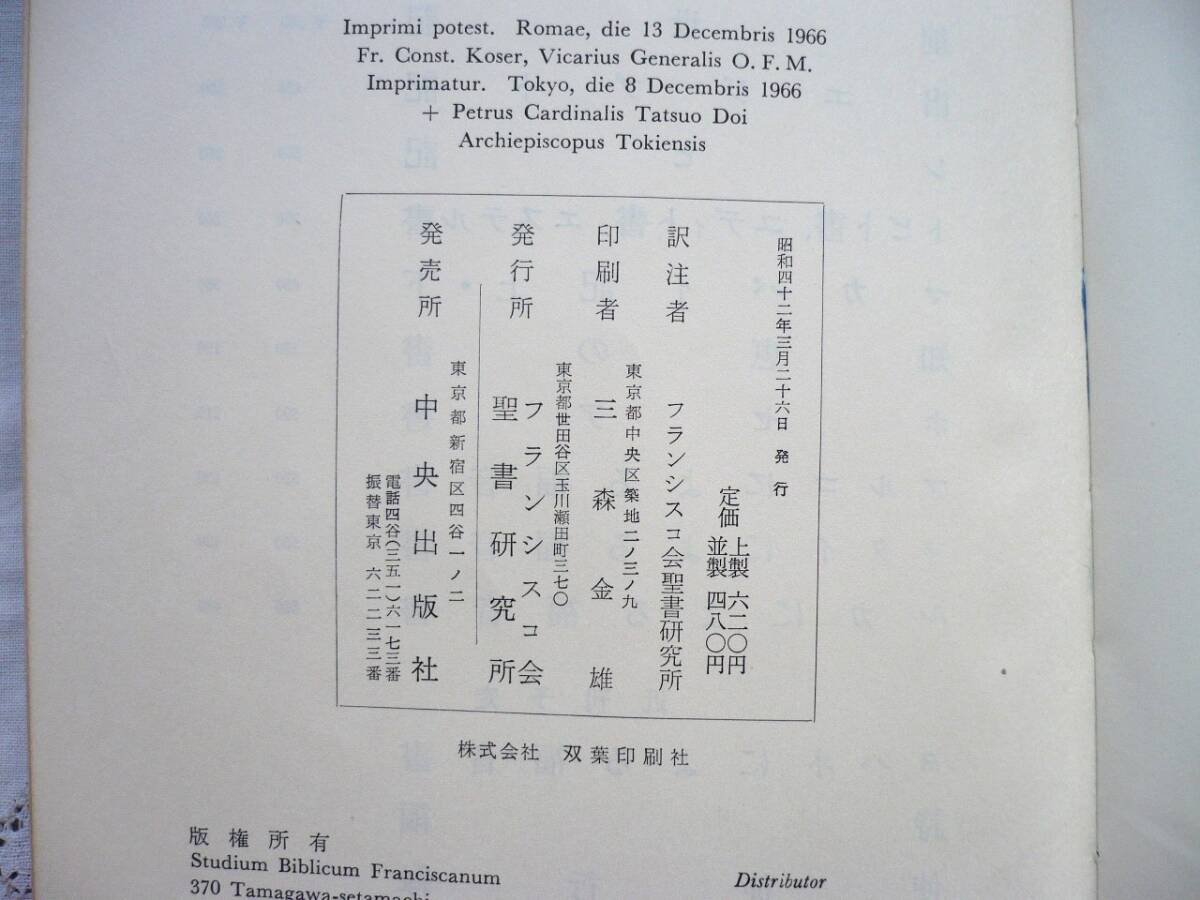 Imprimi potest. Romae, die 13 Decembris 1966
Fr. Const. Koser, Vicarius Generalis O. F. M.
Imprimatur. Tokyo, die 8 Decembris 1966
+ Petrus Cardinalis Tatsuo Doi
Archiepiscopus Tokiensis
昭和四十二年三月二十六日 発行
定価 上製 六二〇円
並製 四八〇円
訳注者 フランシスコ会聖書研究所
東京都中央区築地二ノ三ノ九
印刷者 三森金雄
東京都世田谷区玉川瀬田町三七〇
発行所 フランシスコ会
聖書研究所
東京都新宿区四谷一ノ二
発売所 中央出版社
電話四谷(三五一)六一七三番
振替東京 六二二三三番
株式会社 双葉印刷社
版権所有
Studium Biblicum Franciscanum
370 Tamagawa-setamachi
Distributor